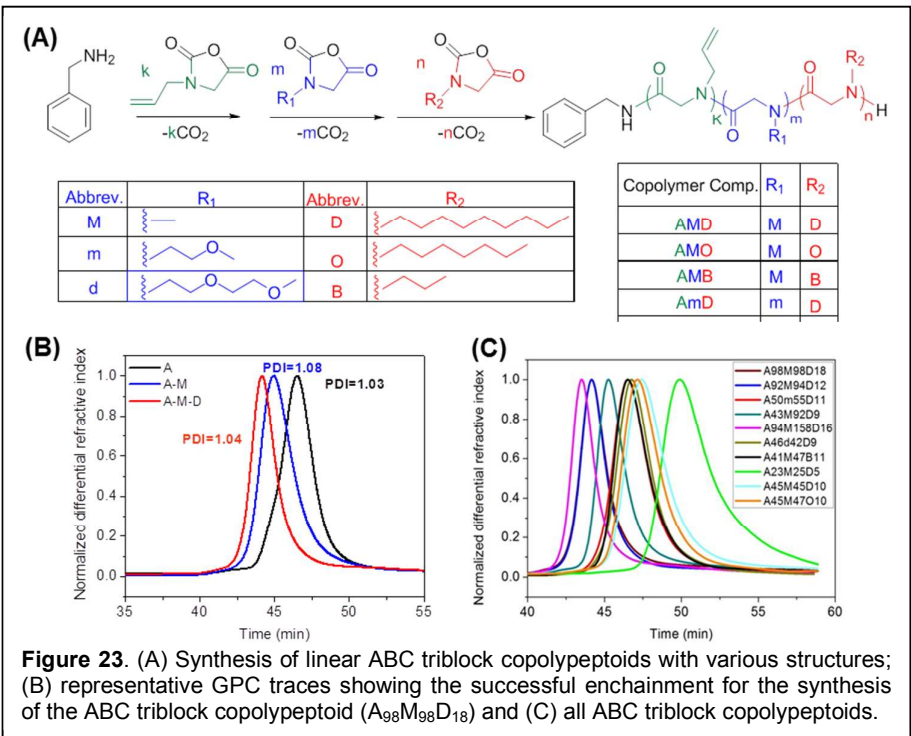 (A)
NH2
k
m
n
O
O
O
N
O
O
O
N
R1
O
O
O
N
R2
-kCO2
-mCO2
-nCO2
N
H
O
N
K
O
N
R1
m
O
R2
N
n
H
Abbrev. R1 Abbrev. R2
M D
m O O
d O O B
Copolymer Comp. R1 R2
AMD M D
AMO M O
AMB M B
AmD m D
(B)
Normalized differential refractive index
1.0
0.8
0.6
0.4
0.2
0.0
A
A-M
A-M-D
PDI=1.08
PDI=1.03
PDI=1.04
35 40 45 50 55
Time (min)
(C)
Normalized differential refractive index
1.0
0.8
0.6
0.4
0.2
0.0
A98M98D18
A92M94D12
A50m55D11
A43M92D9
A94M158D16
A46d42D9
A41M47B11
A23M25D5
A45M45D10
A45M47O10
40 45 50 55 60
Time (min)
Figure 23. (A) Synthesis of linear ABC triblock copolypeptoids with various structures;
(B) representative GPC traces showing the successful enchainment for the synthesis
of the ABC triblock copolypeptoid (A98M98D18) and (C) all ABC triblock copolypeptoids.